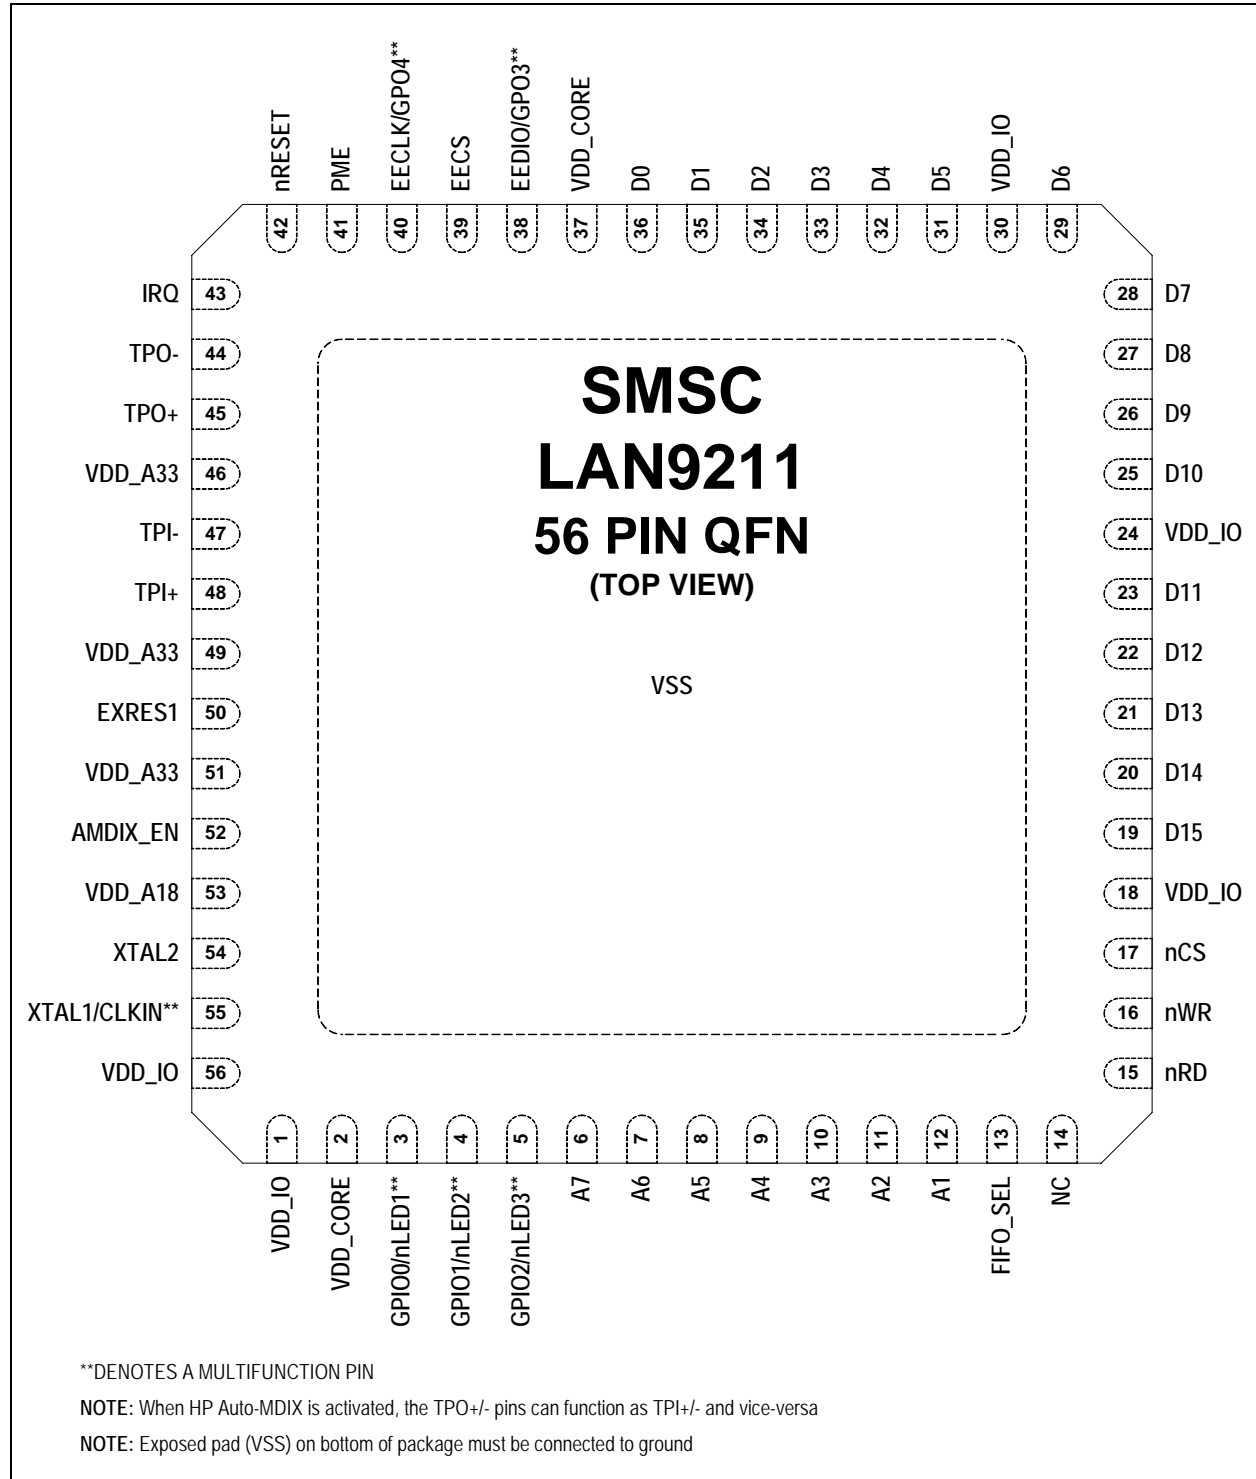 nRESET
PME
EECLK/GPO4**
EECS
EEDIO/GPO3**
VDD_CORE
D0
D1
D2
D3
D4
D5
VDD_IO
D6
42
41
40
39
38
37
36
35
34
33
32
31
30
29
IRQ 43
28 D7
TPO- 44
27 D8
TPO+ 45
26 D9
VDD_A33 46
25 D10
TPI- 47
24 VDD_IO
TPI+ 48
23 D11
VDD_A33 49
22 D12
EXRES1 50
21 D13
VDD_A33 51
20 D14
AMDIX_EN 52
19 D15
VDD_A18 53
18 VDD_IO
XTAL2 54
17 nCS
XTAL1/CLKIN** 55
16 nWR
VDD_IO 56
15 nRD
SMSC
LAN9211
56 PIN QFN
(TOP VIEW)
VSS
1
2
3
4
5
6
7
8
9
10
11
12
13
14
VDD_IO
VDD_CORE
GPIO0/nLED1**
GPIO1/nLED2**
GPIO2/nLED3**
A7
A6
A5
A4
A3
A2
A1
FIFO_SEL
NC
**DENOTES A MULTIFUNCTION PIN
NOTE: When HP Auto-MDIX is activated, the TPO+/- pins can function as TPI+/- and vice-versa
NOTE: Exposed pad (VSS) on bottom of package must be connected to ground